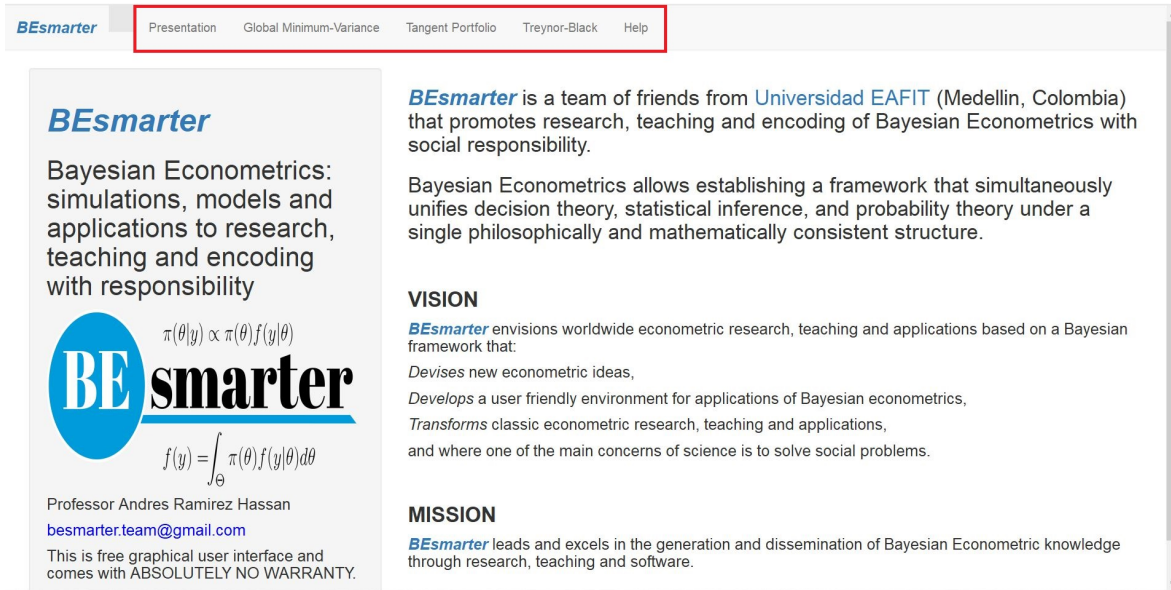 BEsmarter Presentation Global Minimum-Variance Tangent Portfolio Treynor-Black Help
BEsmarter
Bayesian Econometrics:
simulations, models and
applications to research,
teaching and encoding
with responsibility
π(θ|y) ∝ π(θ)f(y|θ)
BE smarter
f(y) = ∫_Θ π(θ)f(y|θ)dθ
Professor Andres Ramirez Hassan
besmarter.team@gmail.com
This is free graphical user interface and
comes with ABSOLUTELY NO WARRANTY.
BEsmarter is a team of friends from Universidad EAFIT (Medellin, Colombia)
that promotes research, teaching and encoding of Bayesian Econometrics with
social responsibility.
Bayesian Econometrics allows establishing a framework that simultaneously
unifies decision theory, statistical inference, and probability theory under a
single philosophically and mathematically consistent structure.
VISION
BEsmarter envisions worldwide econometric research, teaching and applications based on a Bayesian
framework that:
Devises new econometric ideas,
Develops a user friendly environment for applications of Bayesian econometrics,
Transforms classic econometric research, teaching and applications,
and where one of the main concerns of science is to solve social problems.
MISSION
BEsmarter leads and excels in the generation and dissemination of Bayesian Econometric knowledge
through research, teaching and software.